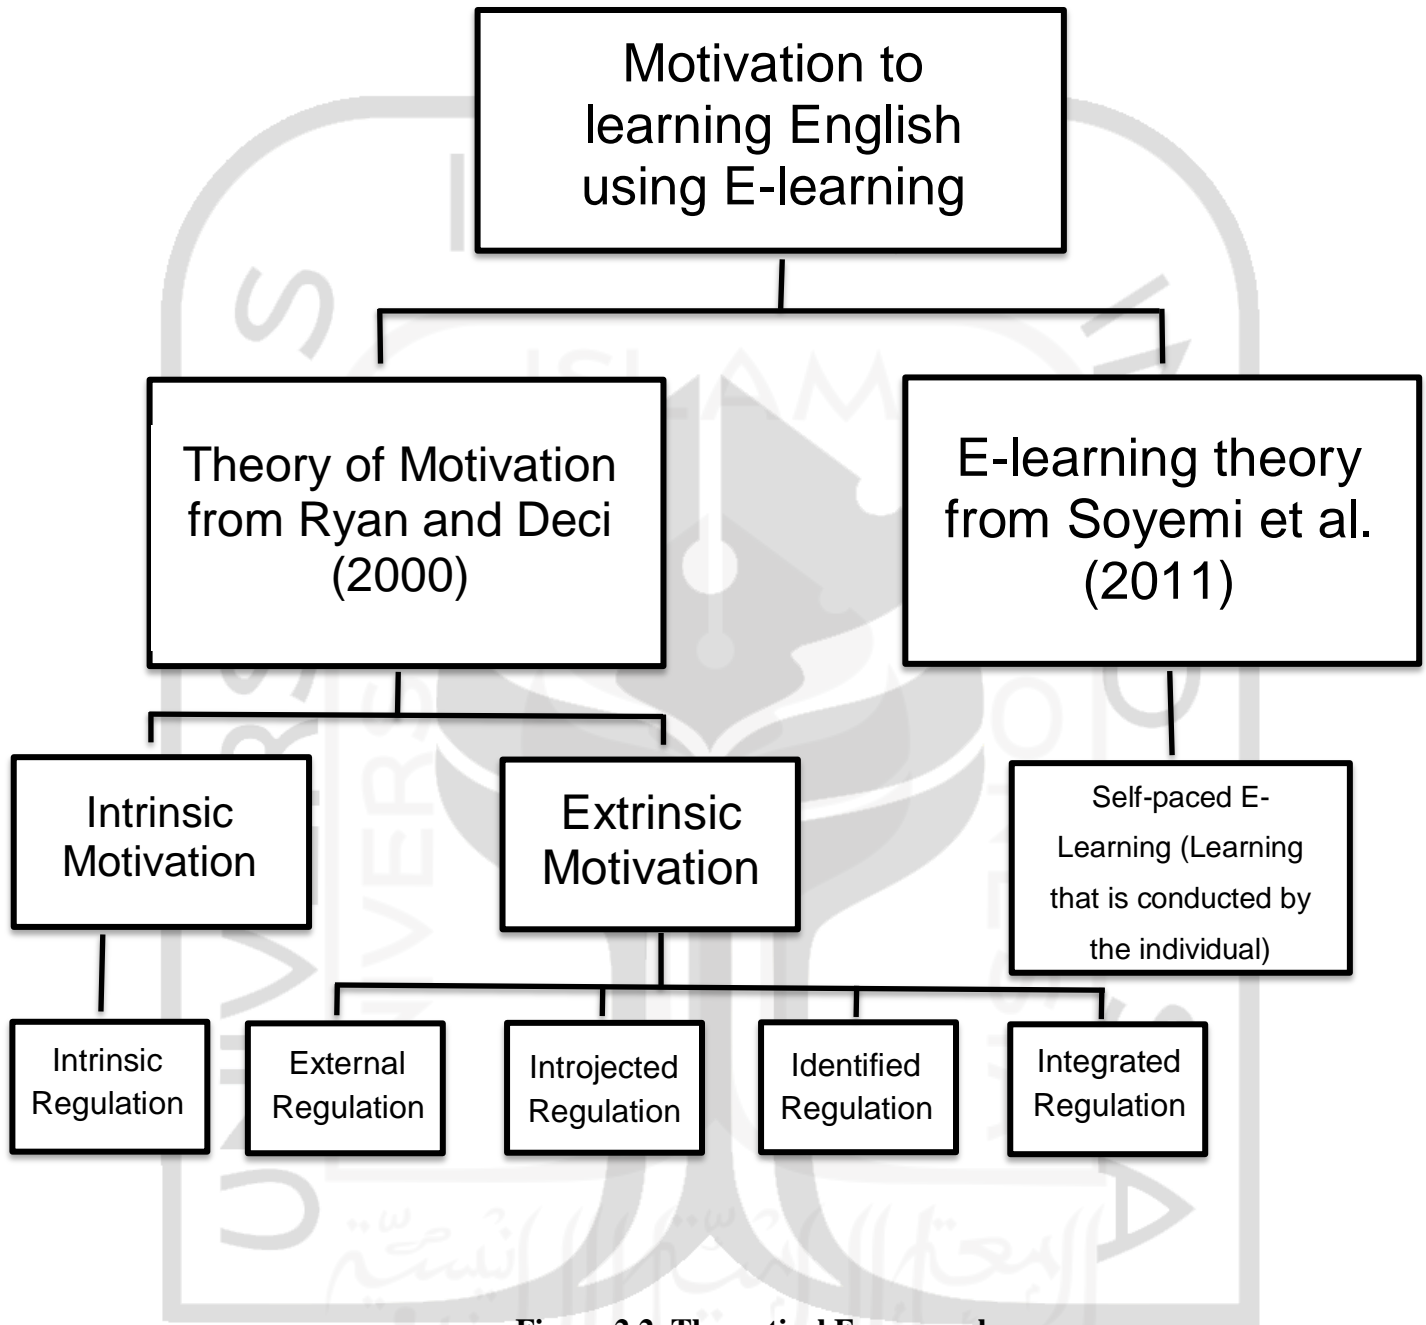 Motivation to
learning English
using E-learning
Theory of Motivation
from Ryan and Deci
(2000)
E-learning theory
from Soyemi et al.
(2011)
Intrinsic
Motivation
Extrinsic
Motivation
Self-paced E-
Learning (Learning
that is conducted by
the individual)
Intrinsic
Regulation
External
Regulation
Introjected
Regulation
Identified
Regulation
Integrated
Regulation
ISLAM